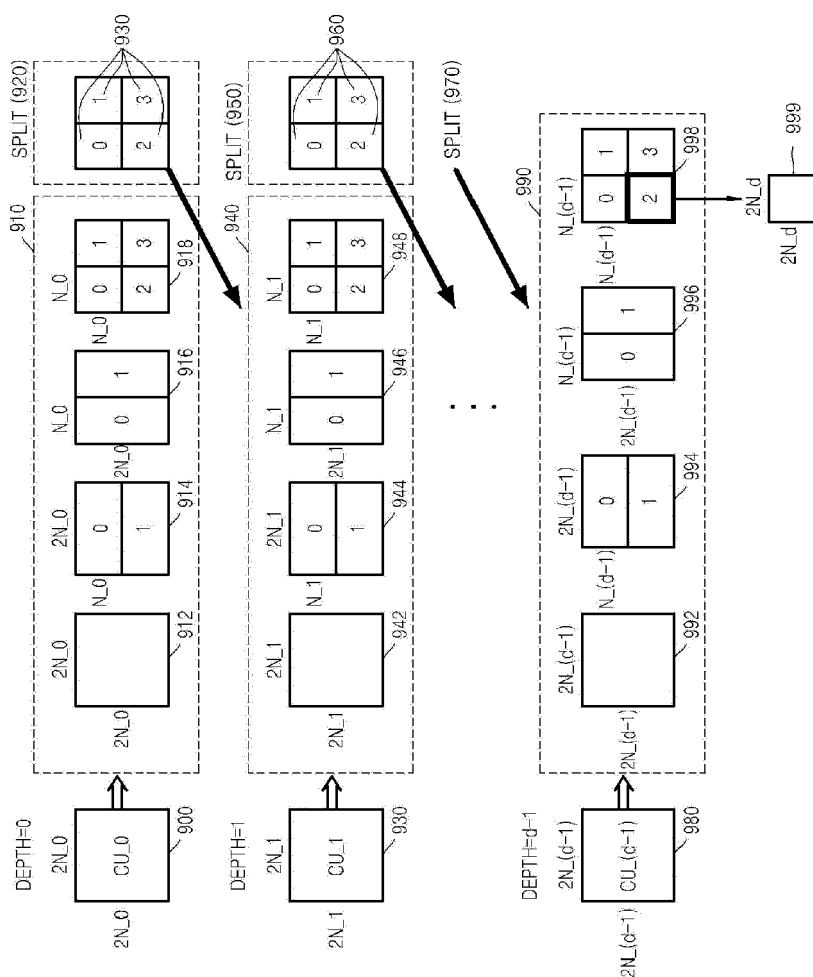 DEPTH=0
2N_0
2N_0
CU_0
900
910
2N_0
2N_0
912
2N_0
N_0
0
1
914
N_0
2N_0
0
1
916
N_0
N_0
0
1
2
3
918
SPLIT (920)
0
1
2
3
930
DEPTH=1
2N_1
2N_1
CU_1
930
940
2N_1
2N_1
942
2N_1
N_1
0
1
944
N_1
2N_1
0
1
946
N_1
N_1
0
1
2
3
948
SPLIT (950)
0
1
2
3
960
SPLIT (970)
DEPTH=d-1
2N_(d-1)
2N_(d-1)
CU_(d-1)
980
990
2N_(d-1)
2N_(d-1)
992
2N_(d-1)
N_(d-1)
0
1
994
N_(d-1)
2N_(d-1)
0
1
996
N_(d-1)
N_(d-1)
0
1
2
3
998
2N_d
2N_d
999